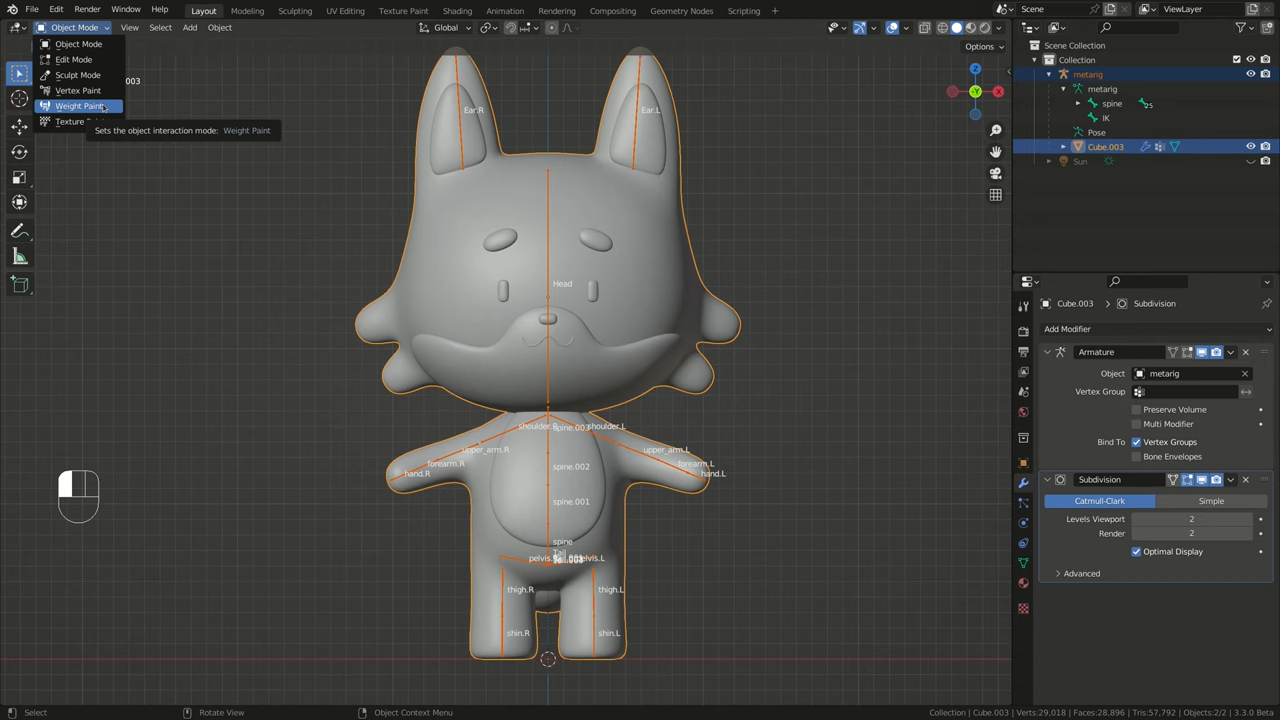 File Edit Render Window Help Layout Modeling Sculpting UV Editing Texture Paint Shading Animation Rendering Compositing Geometry Nodes Scripting Scene ViewLayer
Object Mode View Select Add Object Global Options
Object Mode
Edit Mode
Sculpt Mode
Vertex Paint
Weight Paint
Texture
Sets the object interaction mode: Weight Paint
003
Z
Y
X
Ear.R
Ear.L
Head
shoulder.R
spine.003
shoulder.L
upper_arm.R
upper_arm.L
forearm.R
spine.002
forearm.L
hand.R
hand.L
spine.001
spine
Tail
pelvis.
pelvis.L
thigh.R
thigh.L
shin.R
shin.L
Scene Collection
Collection
metarig
metarig
spine
25
IK
Pose
Cube.003
Sun
Cube.003 Subdivision
Add Modifier
Armature
Object metarig
Vertex Group
Preserve Volume
Multi Modifier
Bind To Vertex Groups
Bone Envelopes
Subdivision
Catmull-Clark Simple
Levels Viewport 2
Render 2
Optimal Display
Advanced
Select Rotate View Object Context Menu Collection | Cube.003 | Verts:29,018 | Faces:28,896 | Tris:57,792 | Objects:2/2 | 3.3.0 Beta